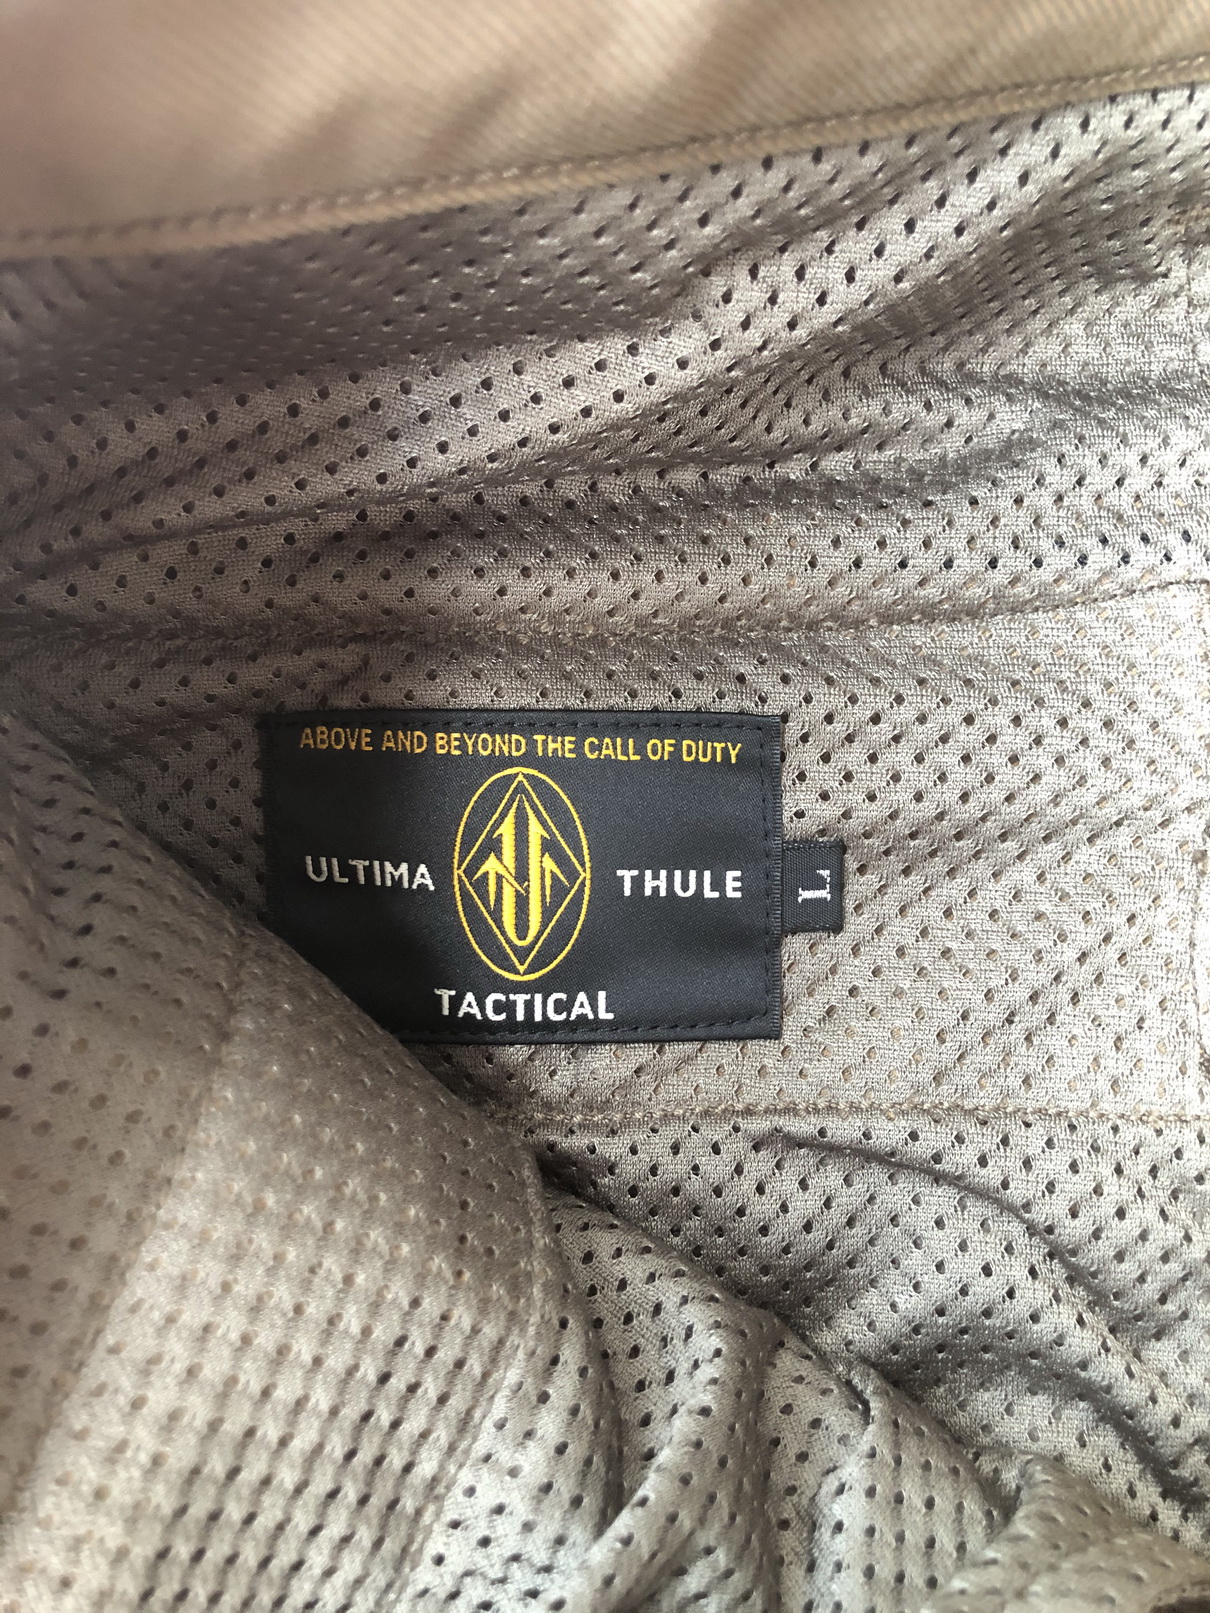 ABOVE AND BEYOND THE CALL OF DUTY
ULTIMA THULE
TACTICAL
L